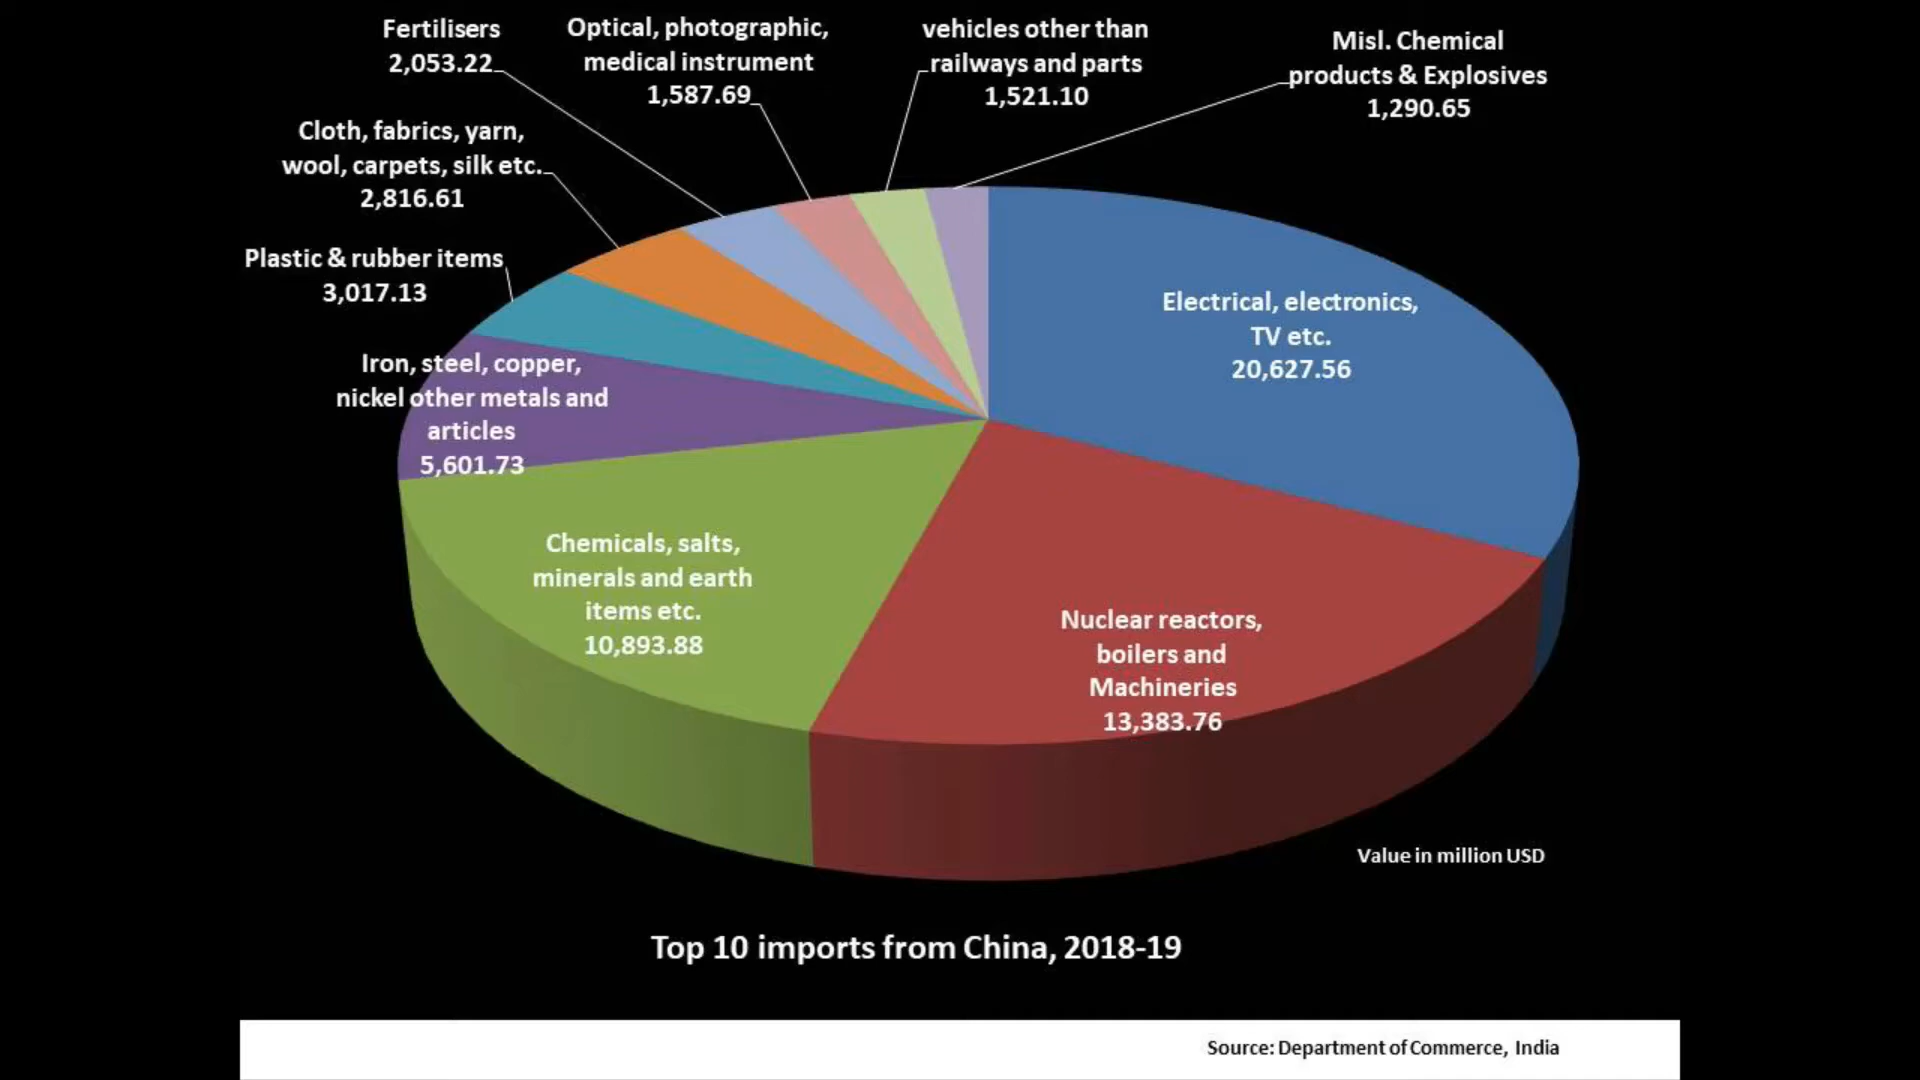 Fertilisers
2,053.22
Optical, photographic,
medical instrument
1,587.69
vehicles other than
railways and parts
1,521.10
Misl. Chemical
products & Explosives
1,290.65
Cloth, fabrics, yarn,
wool, carpets, silk etc.
2,816.61
Plastic & rubber items
3,017.13
Iron, steel, copper,
nickel other metals and
articles
5,601.73
Electrical, electronics,
TV etc.
20,627.56
Chemicals, salts,
minerals and earth
items etc.
10,893.88
Nuclear reactors,
boilers and
Machineries
13,383.76
Value in million USD
Top 10 imports from China, 2018-19
Source: Department of Commerce, India